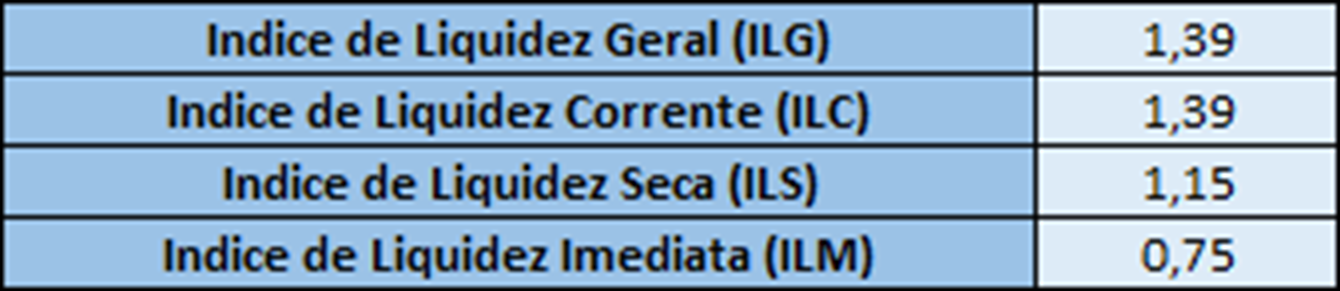 Indice de Liquidez Geral (ILG) 1,39
Indice de Liquidez Corrente (ILC) 1,39
Indice de Liquidez Seca (ILS) 1,15
Indice de Liquidez Imediata (ILM) 0,75